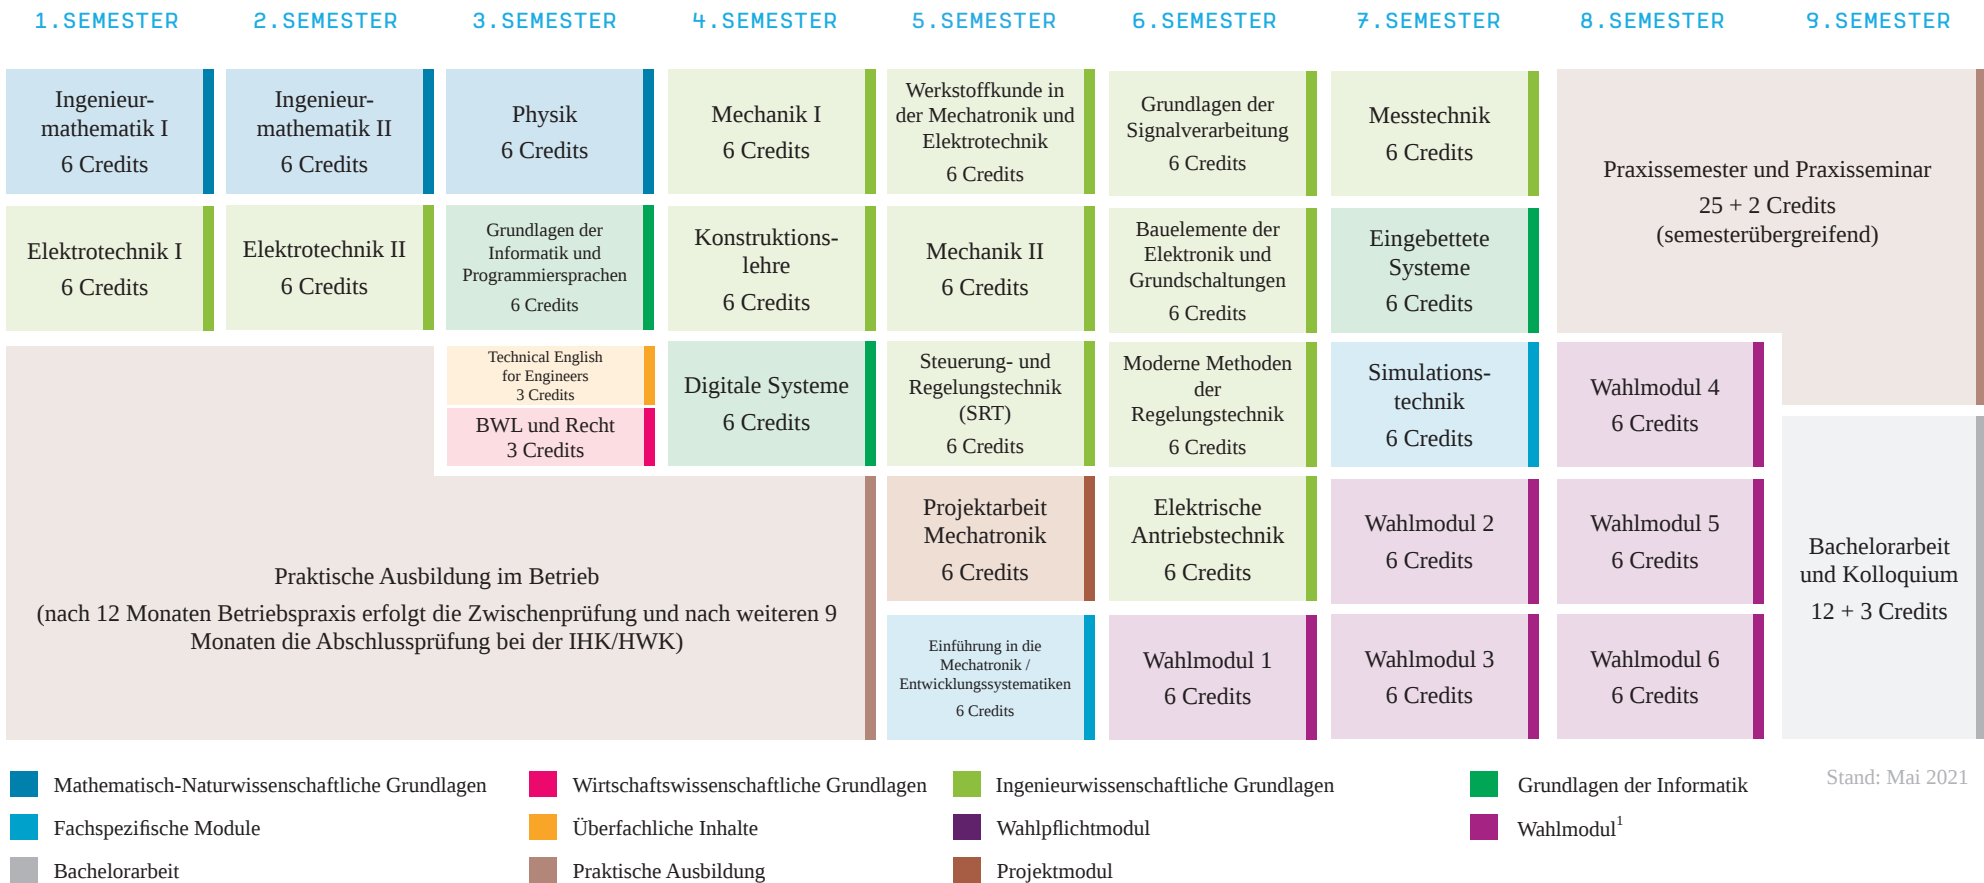 1.SEMESTER
2.SEMESTER
3.SEMESTER
4.SEMESTER
5.SEMESTER
6.SEMESTER
7.SEMESTER
8.SEMESTER
9.SEMESTER
Ingenieur-
mathematik I
6 Credits
Ingenieur-
mathematik II
6 Credits
Physik
6 Credits
Mechanik I
6 Credits
Werkstoffkunde in
der Mechatronik und
Elektrotechnik
6 Credits
Grundlagen der
Signalverarbeitung
6 Credits
Messtechnik
6 Credits
Praxissemester und Praxisseminar
25 + 2 Credits
(semesterübergreifend)
Elektrotechnik I
6 Credits
Elektrotechnik II
6 Credits
Grundlagen der
Informatik und
Programmiersprachen
6 Credits
Konstruktions-
lehre
6 Credits
Mechanik II
6 Credits
Bauelemente der
Elektronik und
Grundschaltungen
6 Credits
Eingebettete
Systeme
6 Credits
Technical English
for Engineers
3 Credits
BWL und Recht
3 Credits
Digitale Systeme
6 Credits
Steuerung- und
Regelungstechnik
(SRT)
6 Credits
Moderne Methoden
der
Regelungstechnik
6 Credits
Simulations-
technik
6 Credits
Wahlmodul 4
6 Credits
Praktische Ausbildung im Betrieb
(nach 12 Monaten Betriebspraxis erfolgt die Zwischenprüfung und nach weiteren 9
Monaten die Abschlussprüfung bei der IHK/HWK)
Projektarbeit
Mechatronik
6 Credits
Elektrische
Antriebstechnik
6 Credits
Wahlmodul 2
6 Credits
Wahlmodul 5
6 Credits
Bachelorarbeit
und Kolloquium
12 + 3 Credits
Einführung in die
Mechatronik /
Entwicklungssystematiken
6 Credits
Wahlmodul 1
6 Credits
Wahlmodul 3
6 Credits
Wahlmodul 6
6 Credits
Mathematisch-Naturwissenschaftliche Grundlagen
Wirtschaftswissenschaftliche Grundlagen
Ingenieurwissenschaftliche Grundlagen
Grundlagen der Informatik
Stand: Mai 2021
Fachspezifische Module
Überfachliche Inhalte
Wahlpflichtmodul
Wahlmodul¹
Bachelorarbeit
Praktische Ausbildung
Projektmodul